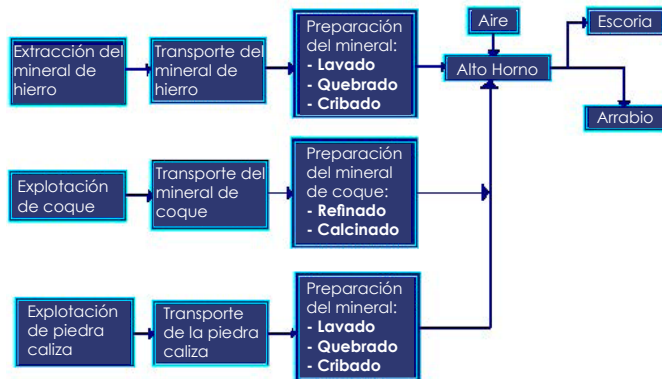 Extracción del
mineral de
hierro
Transporte del
mineral de
hierro
Preparación
del mineral:
- Lavado
- Quebrado
- Cribado
Aire
Alto Horno
Escoria
Arrabio
Explotación
de coque
Transporte del
mineral de
coque
Preparación
del mineral
de coque:
- Refinado
- Calcinado
Explotación
de piedra
caliza
Transporte
de la piedra
caliza
Preparación
del mineral:
- Lavado
- Quebrado
- Cribado